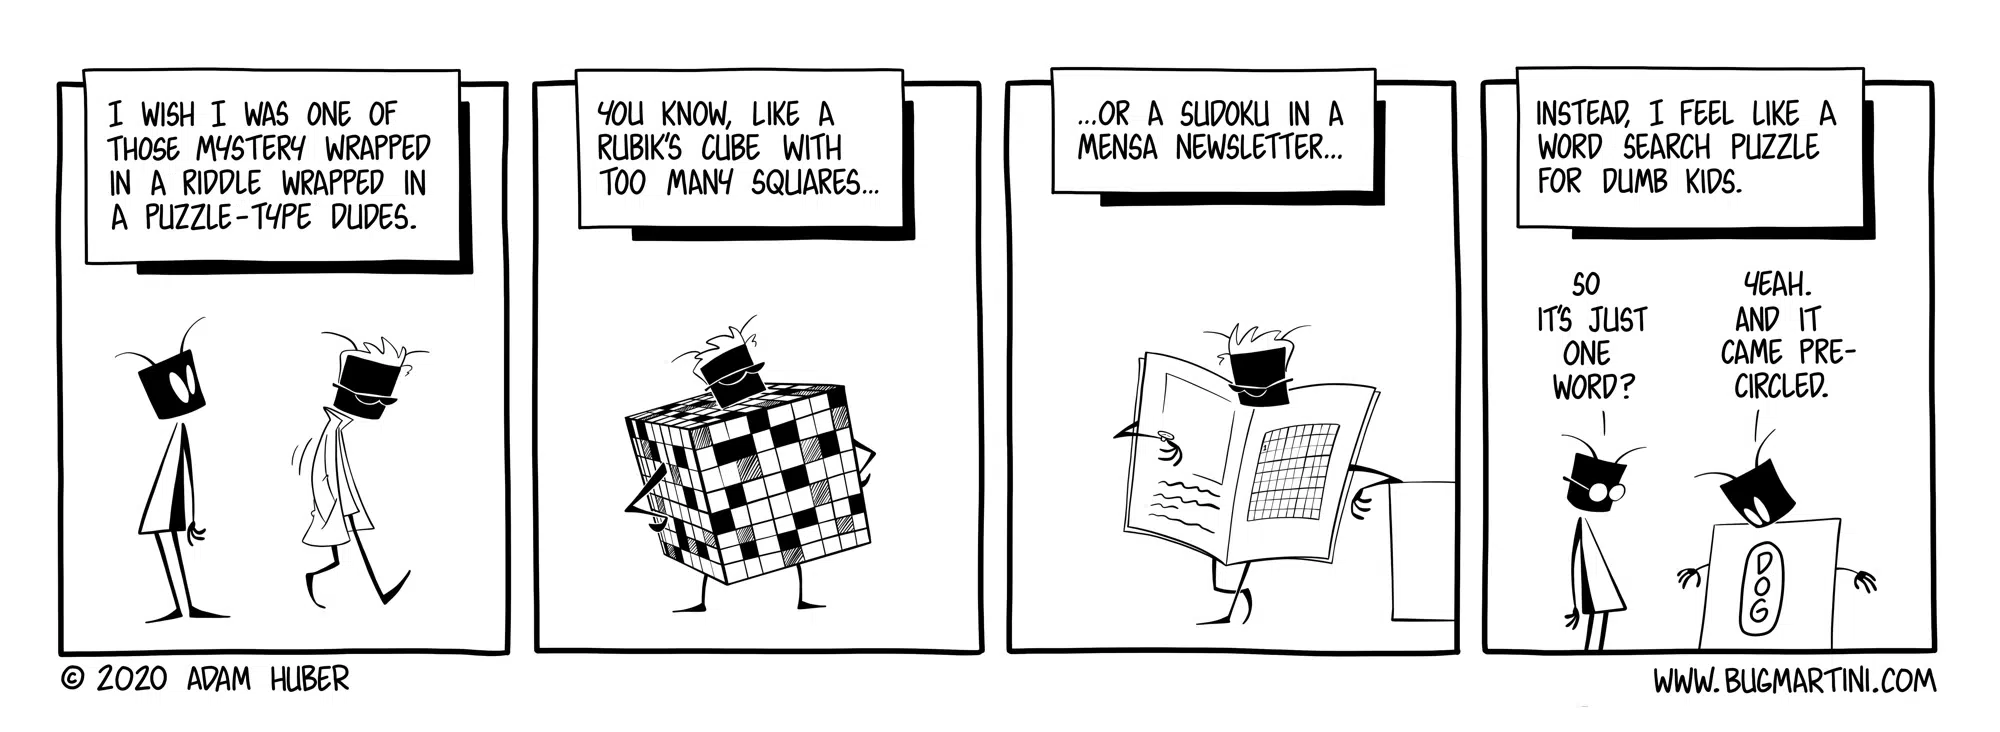 I WISH I WAS ONE OF
THOSE MYSTERY WRAPPED
IN A RIDDLE WRAPPED IN
A PUZZLE-TYPE DUDES.
YOU KNOW, LIKE A
RUBIK'S CUBE WITH
TOO MANY SQUARES...
...OR A SUDOKU IN A
MENSA NEWSLETTER...
INSTEAD, I FEEL LIKE A
WORD SEARCH PUZZLE
FOR DUMB KIDS.
SO
IT'S JUST
ONE
WORD?
YEAH.
AND IT
CAME PRE-
CIRCLED.
D
O
G
© 2020 ADAM HUBER
WWW.BUGMARTINI.COM